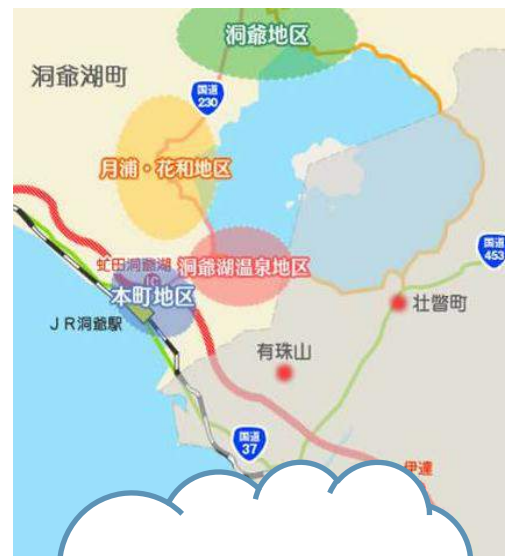 洞爺地区
洞爺湖町
国道
230
月浦・花和地区
国道
453
虻田洞爺湖
洞爺湖温泉地区
IC
本町地区
壮瞥町
JR洞爺駅
有珠山
国道
37
伊達